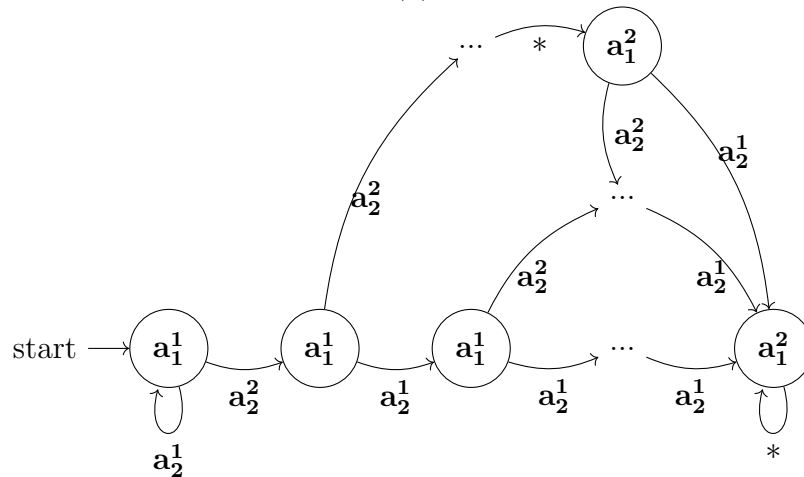 ... * a₁²
a₂²
a₂¹
a₂²
...
a₂² a₂¹
start a₁¹ a₁¹ a₁¹ ... a₁²
a₂² a₂¹ a₂¹ a₂¹
a₂¹ *